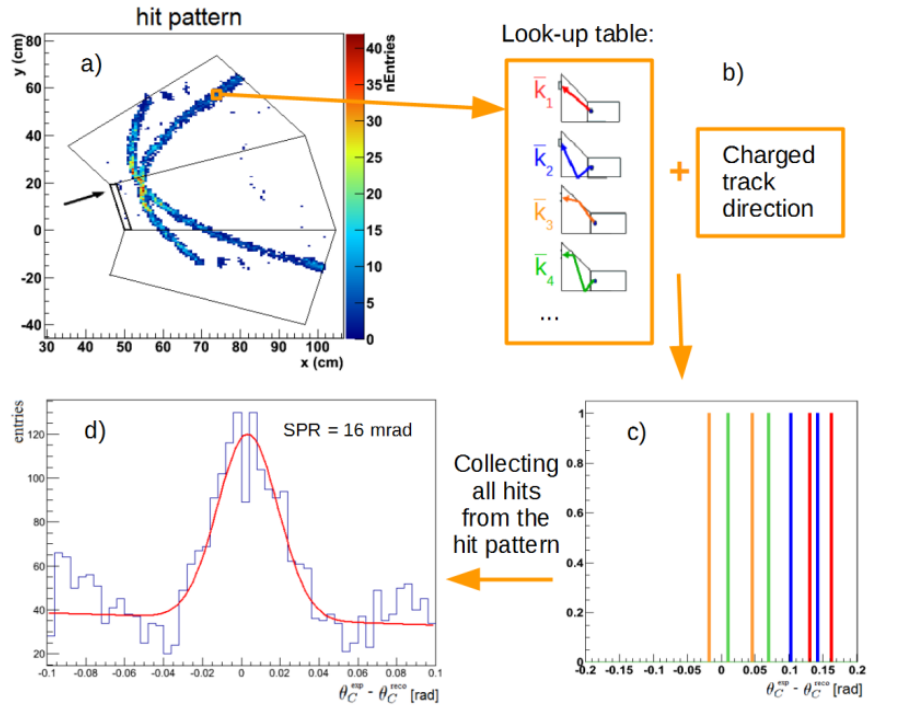 hit pattern
a)
y (cm)
80
60
40
20
0
-20
-40
30 40 50 60 70 80 90 100
x (cm)
40
35
30
25
20
15
10
5
0
nEntries
Look-up table:
b)
k̅1
k̅2
k̅3
k̅4
...
+
Charged
track
direction
d)
entries
SPR = 16 mrad
120
100
80
60
40
20
-0.1 -0.08 -0.06 -0.04 -0.02 0 0.02 0.04 0.06 0.08 0.1
θ_C^exp - θ_C^reco [rad]
Collecting
all hits
from the
hit pattern
c)
1
0.8
0.6
0.4
0.2
0
-0.2 -0.15 -0.1 -0.05 0 0.05 0.1 0.15 0.2
θ_C^exp - θ_C^reco [rad]